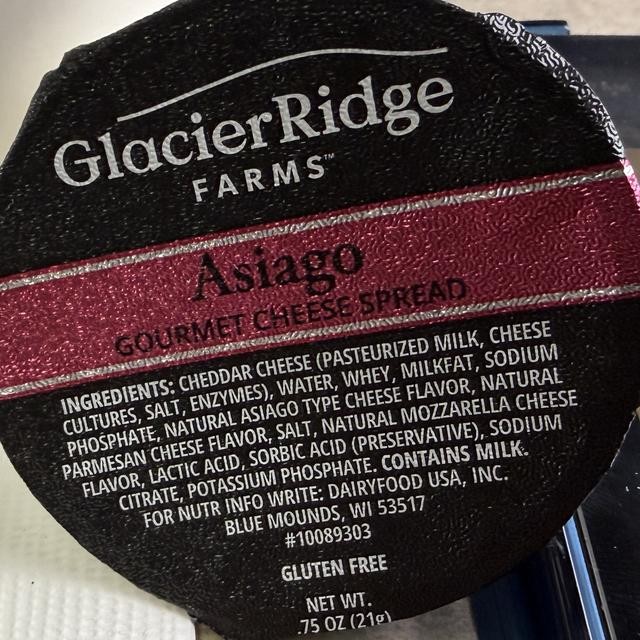 GlacierRidge
FARMS™
Asiago
GOURMET CHEESE SPREAD
INGREDIENTS: CHEDDAR CHEESE (PASTEURIZED MILK, CHEESE
CULTURES, SALT, ENZYMES), WATER, WHEY, MILKFAT, SODIUM
PHOSPHATE, NATURAL ASIAGO TYPE CHEESE FLAVOR, NATURAL
PARMESAN CHEESE FLAVOR, SALT, NATURAL MOZZARELLA CHEESE
FLAVOR, LACTIC ACID, SORBIC ACID (PRESERVATIVE), SODIUM
CITRATE, POTASSIUM PHOSPHATE. CONTAINS MILK.
FOR NUTR INFO WRITE: DAIRYFOOD USA, INC.
BLUE MOUNDS, WI 53517
#10089303
GLUTEN FREE
NET WT.
.75 OZ (21g)